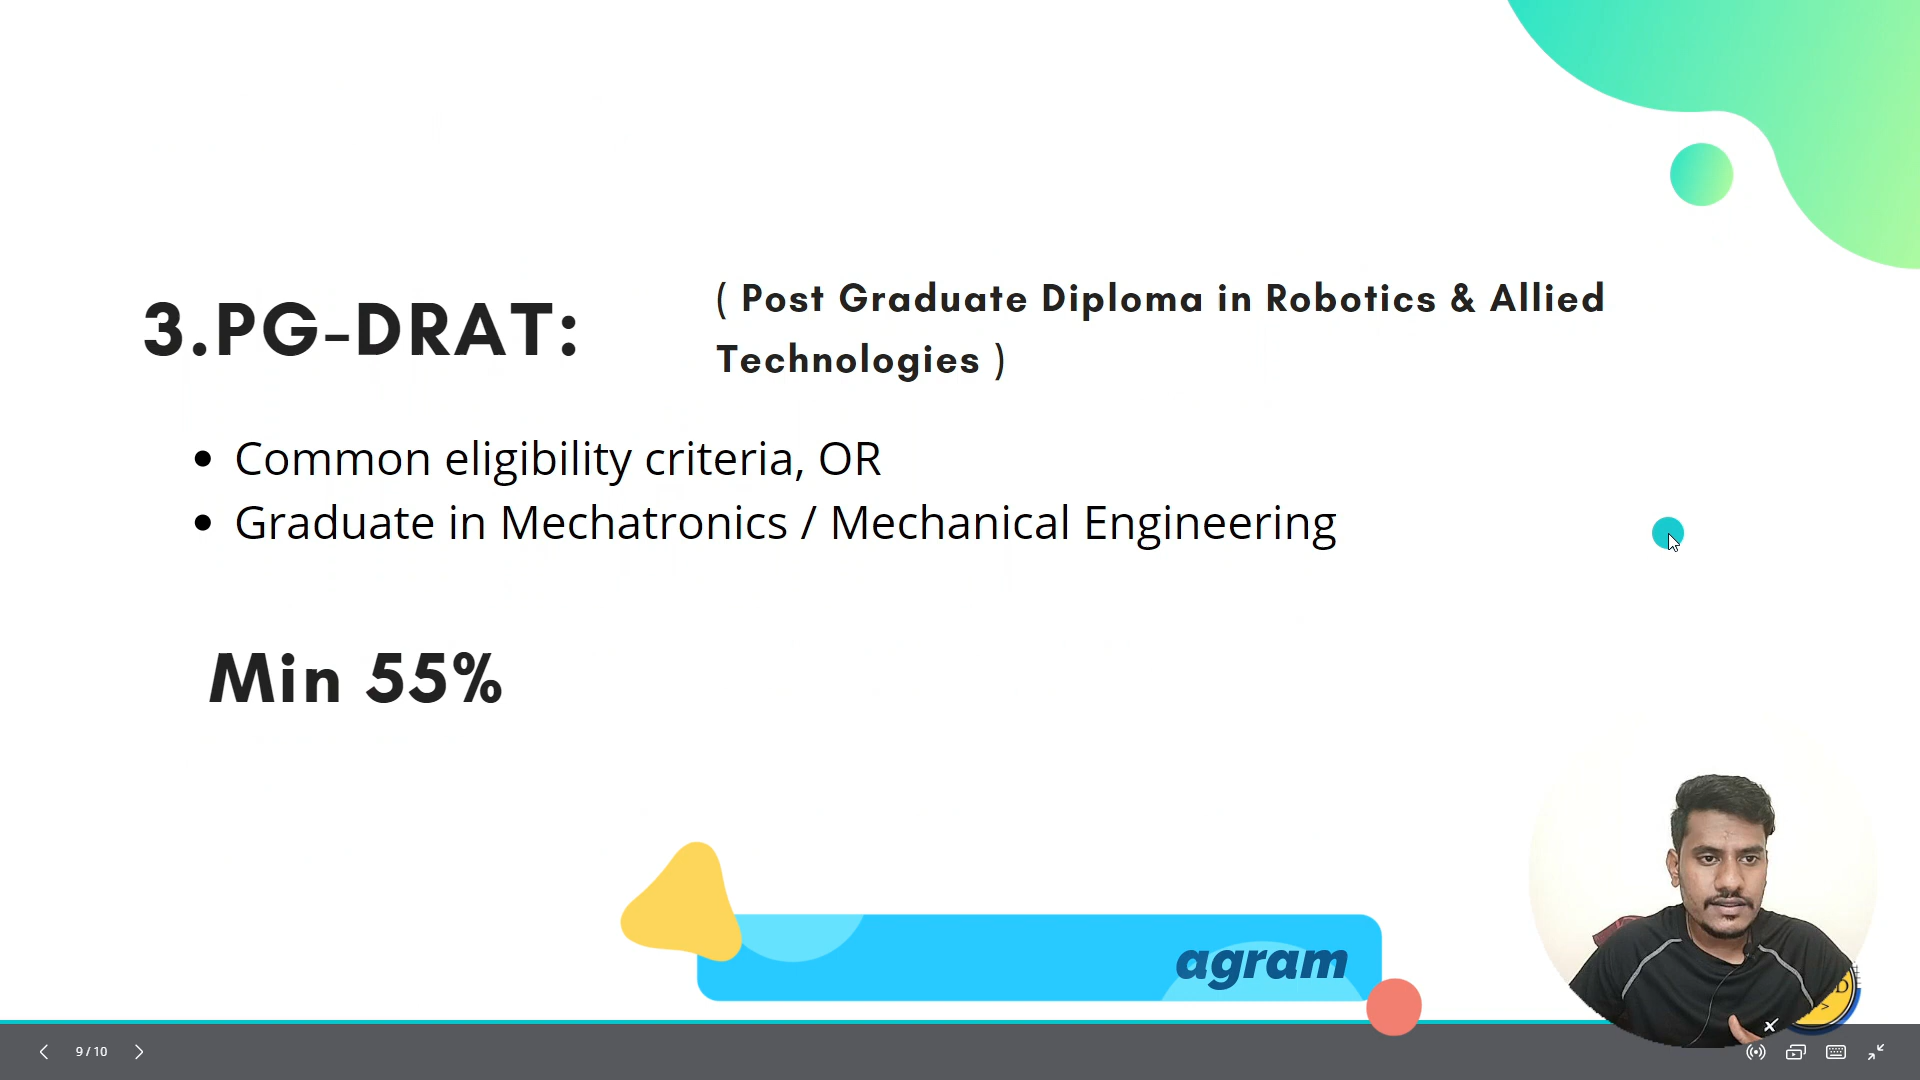 3.PG-DRAT:
( Post Graduate Diploma in Robotics & Allied
Technologies )
• Common eligibility criteria, OR
• Graduate in Mechatronics / Mechanical Engineering
Min 55%
agram
9 / 10